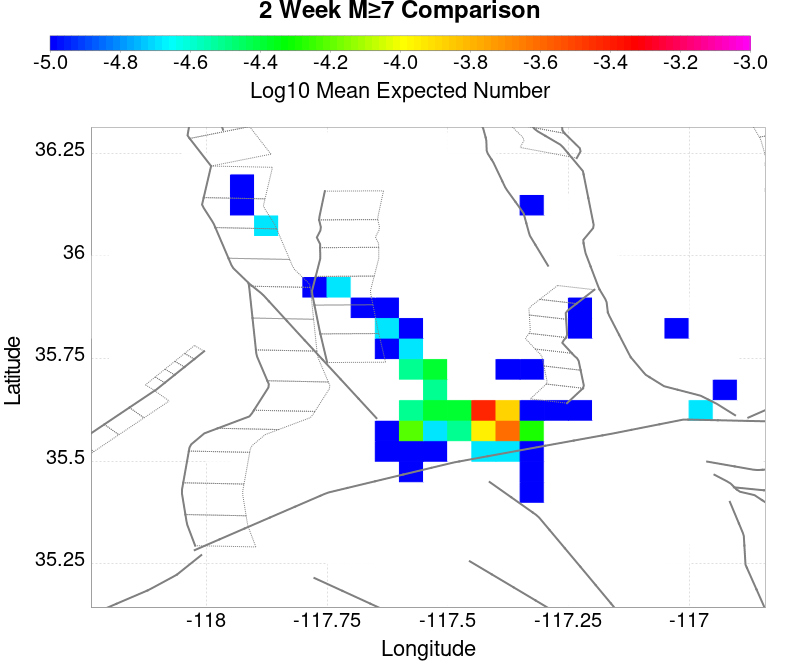 2 Week M≥7 Comparison
-5.0 -4.8 -4.6 -4.4 -4.2 -4.0 -3.8 -3.6 -3.4 -3.2 -3.0
Log10 Mean Expected Number
36.25
36
35.75
35.5
35.25
Latitude
-118 -117.75 -117.5 -117.25 -117
Longitude